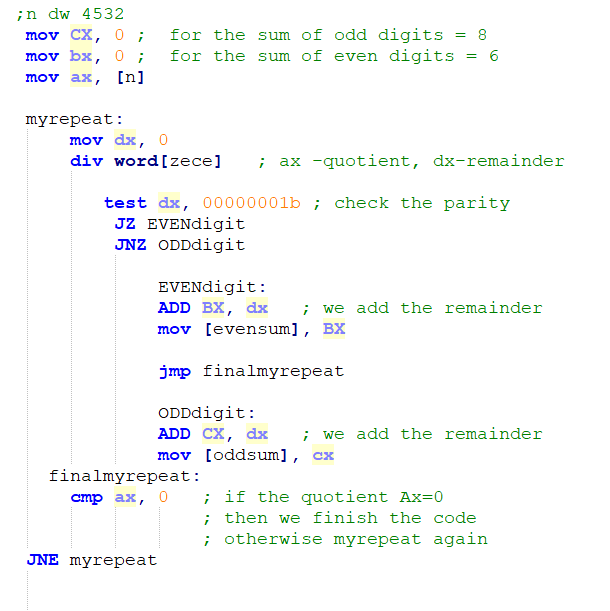 ;n dw 4532
mov CX, 0 ;  for the sum of odd digits = 8
mov bx, 0 ;  for the sum of even digits = 6
mov ax, [n]
myrepeat:
mov dx, 0
div word[zece]   ; ax -quotient, dx-remainder
test dx, 00000001b ; check the parity
JZ EVENdigit
JNZ ODDdigit
EVENdigit:
ADD BX, dx   ; we add the remainder
mov [evensum], BX
jmp finalmyrepeat
ODDdigit:
ADD CX, dx   ; we add the remainder
mov [oddsum], cx
finalmyrepeat:
cmp ax, 0   ; if the quotient Ax=0
; then we finish the code
; otherwise myrepeat again
JNE myrepeat